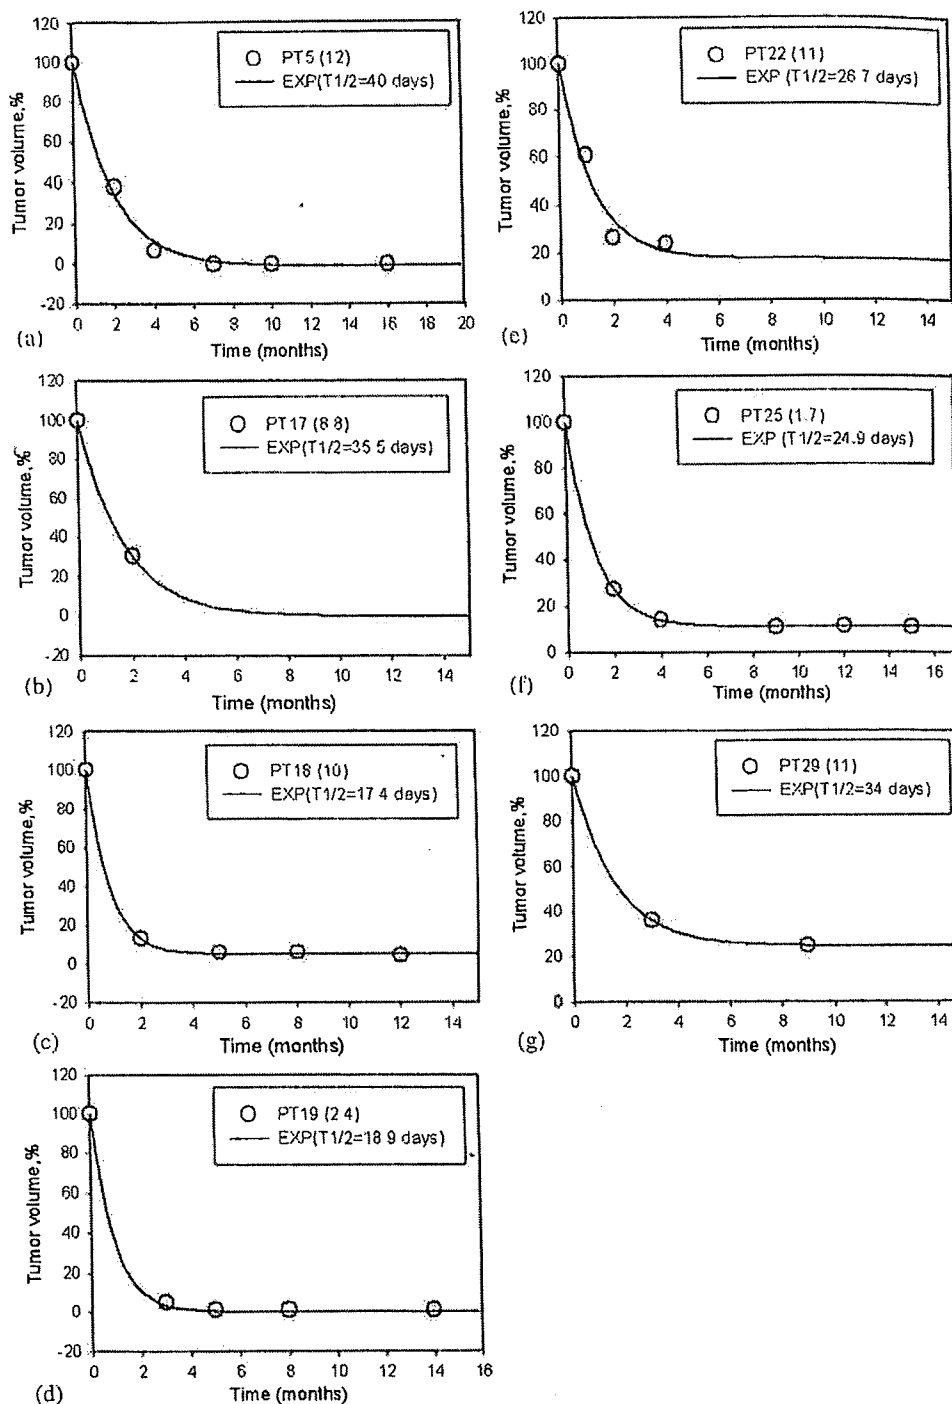 120
100
80
60
40
20
0
-20
Tumor volume,%
PT5 (12)
EXP(T1/2=40 days)
0 2 4 6 8 10 12 14 16 18 20
Time (months)
(a)
120
100
80
60
40
20
0
Tumor volume,%
PT22 (11)
EXP (T1/2=26 7 days)
0 2 4 6 8 10 12 14
Time (months)
(e)
120
100
80
60
40
20
0
-20
Tumor volume,%
PT17 (8 8)
EXP(T1/2=35 5 days)
0 2 4 6 8 10 12 14
Time (months)
(b)
120
100
80
60
40
20
0
Tumor volume,%
PT25 (1.7)
EXP (T1/2=24.9 days)
0 2 4 6 8 10 12 14 16
Time (months)
(f)
120
100
80
60
40
20
0
-20
Tumor volume,%
PT18 (10)
EXP(T1/2=17 4 days)
0 2 4 6 8 10 12 14
Time (months)
(c)
120
100
80
60
40
20
0
Tumor volume,%
PT29 (11)
EXP(T1/2=34 days)
0 2 4 6 8 10 12 14
Time (months)
(g)
120
100
80
60
40
20
0
-20
Tumor volume,%
PT19 (2 4)
EXP(T1/2=18 9 days)
0 2 4 6 8 10 12 14 16
Time (months)
(d)